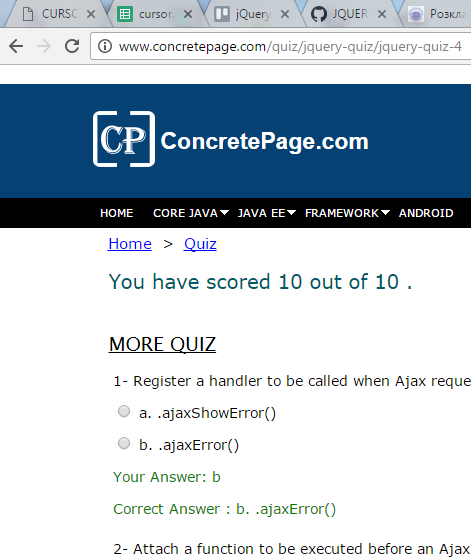 CURSO
cursor.
jQuery
JQUER
Розкла
www.concretepage.com/quiz/jquery-quiz/jquery-quiz-4
CP ConcretePage.com
HOME CORE JAVA JAVA EE FRAMEWORK ANDROID
Home > Quiz
You have scored 10 out of 10 .
MORE QUIZ
1- Register a handler to be called when Ajax reque
a. .ajaxShowError()
b. .ajaxError()
Your Answer: b
Correct Answer : b. .ajaxError()
2- Attach a function to be executed before an Ajax